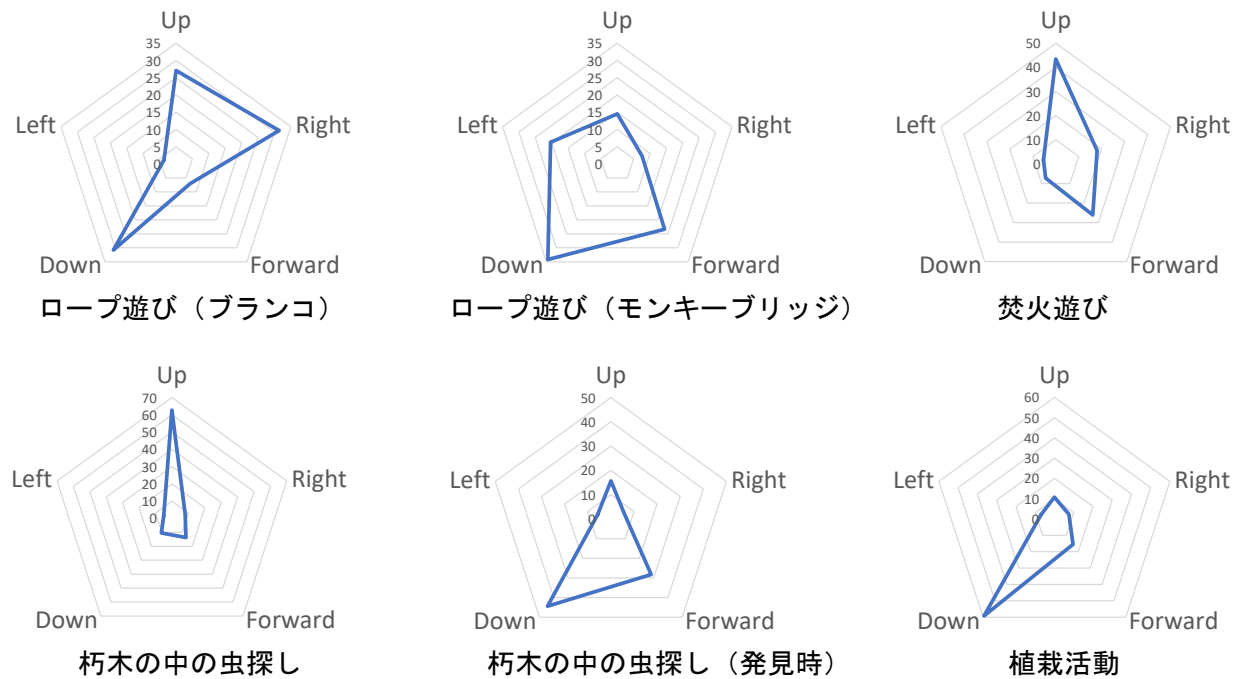 Up
35
30
25
20
15
10
5
0
Left
Right
Down
Forward
ロープ遊び（ブランコ）
Up
35
30
25
20
15
10
5
0
Left
Right
Down
Forward
ロープ遊び（モンキーブリッジ）
Up
50
40
30
20
10
0
Left
Right
Down
Forward
焚火遊び
Up
70
60
50
40
30
20
10
0
Left
Right
Down
Forward
朽木の中の虫探し
Up
50
40
30
20
10
0
Left
Right
Down
Forward
朽木の中の虫探し（発見時）
Up
60
50
40
30
20
10
0
Left
Right
Down
Forward
植栽活動